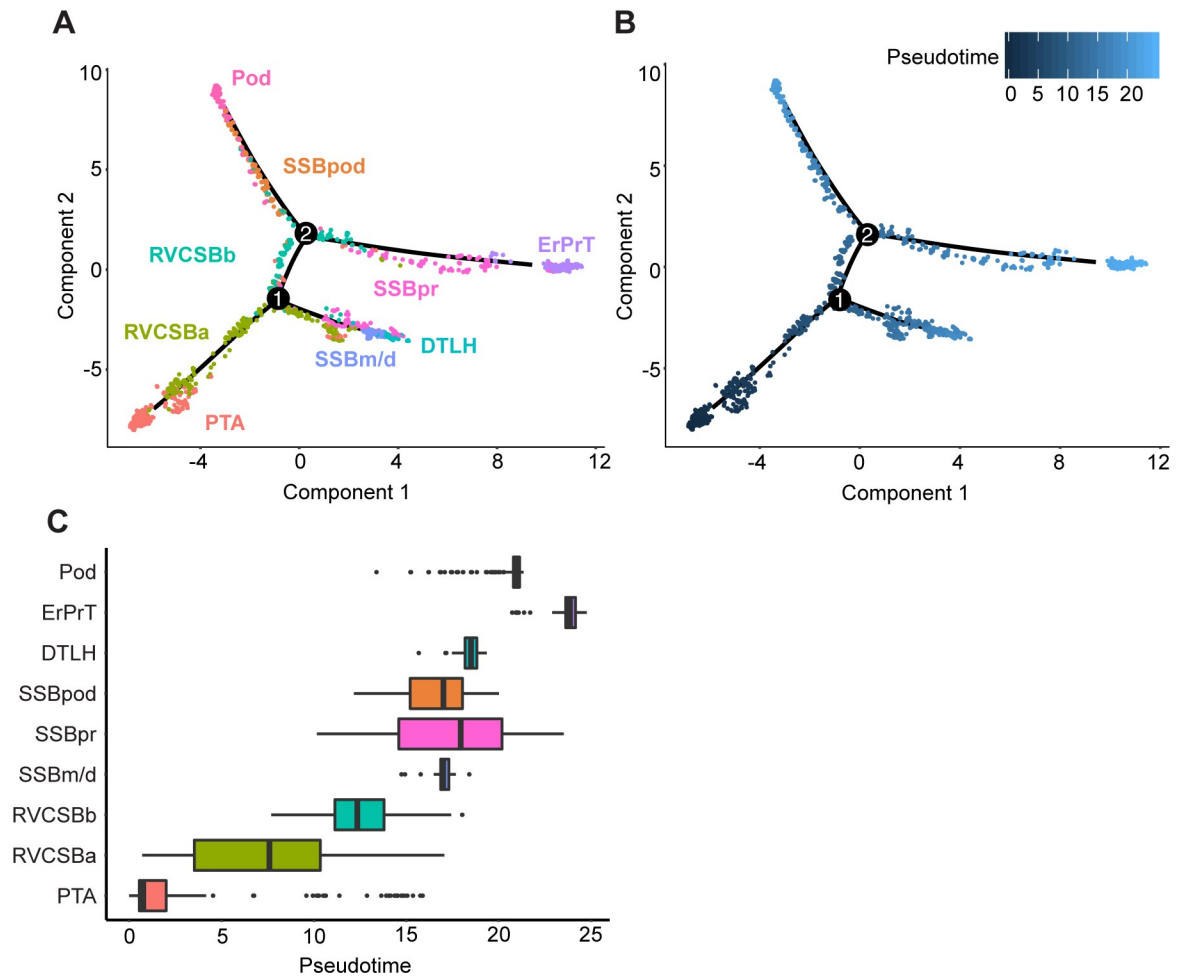 A
B
Pseudotime
0 5 10 15 20
10
5
0
-5
Component 2
Pod
SSBpod
RVCSBb
2
ErPrT
SSBpr
1
RVCSBa
SSBm/d
DTLH
PTA
-4 0 4 8 12
Component 1
10
5
0
-5
Component 2
2
1
-4 0 4 8 12
Component 1
C
Pod
ErPrT
DTLH
SSBpod
SSBpr
SSBm/d
RVCSBb
RVCSBa
PTA
0 5 10 15 20 25
Pseudotime